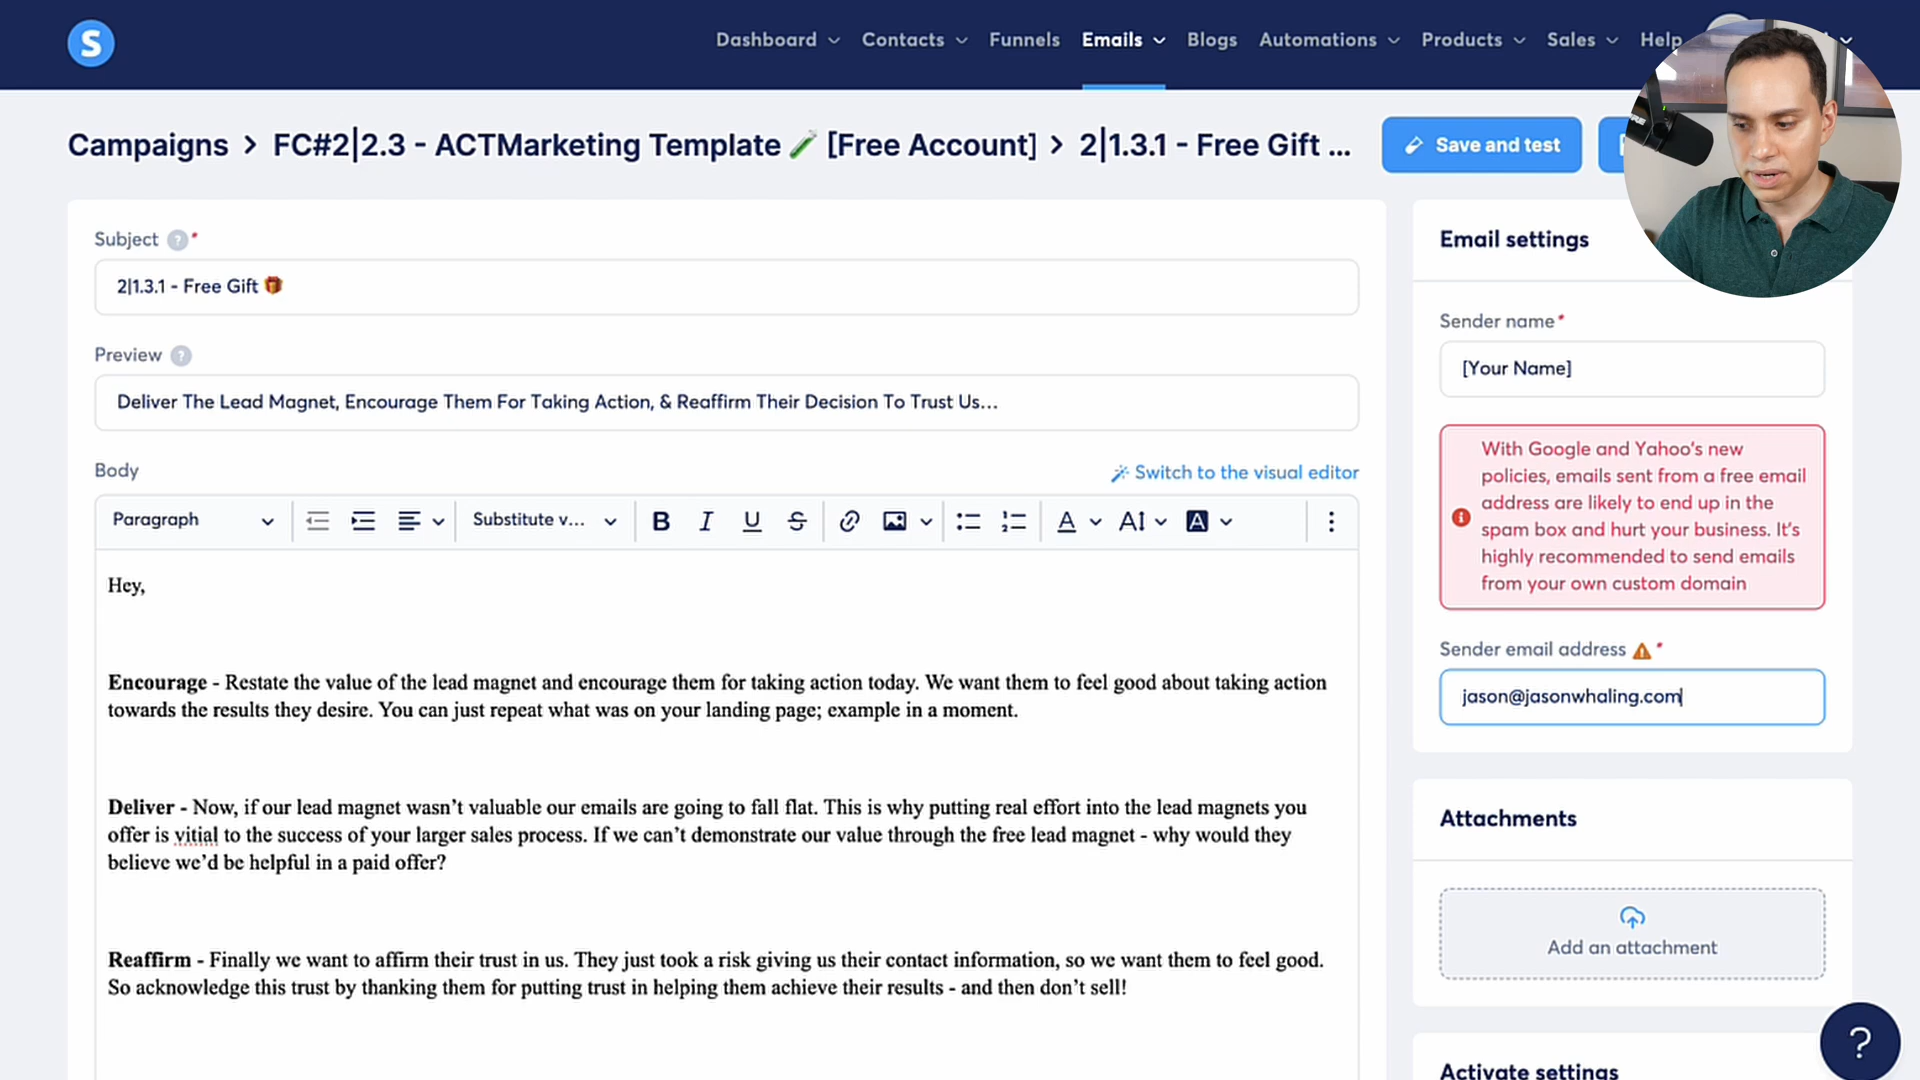 S
Dashboard
Contacts
Funnels
Emails
Blogs
Automations
Products
Sales
Help
Campaigns > FC#2|2.3 - ACTMarketing Template 🧪 [Free Account] > 2|1.3.1 - Free Gift ...
Save and test
Subject ? *
2|1.3.1 - Free Gift 🎁
Preview ?
Deliver The Lead Magnet, Encourage Them For Taking Action, & Reaffirm Their Decision To Trust Us...
Body
Switch to the visual editor
Paragraph
Substitute v...
B I U S
A
AI
A
Hey,
Encourage - Restate the value of the lead magnet and encourage them for taking action today. We want them to feel good about taking action
towards the results they desire. You can just repeat what was on your landing page; example in a moment.
Deliver - Now, if our lead magnet wasn't valuable our emails are going to fall flat. This is why putting real effort into the lead magnets you
offer is vitial to the success of your larger sales process. If we can't demonstrate our value through the free lead magnet - why would they
believe we'd be helpful in a paid offer?
Reaffirm - Finally we want to affirm their trust in us. They just took a risk giving us their contact information, so we want them to feel good.
So acknowledge this trust by thanking them for putting trust in helping them achieve their results - and then don't sell!
Email settings
Sender name*
[Your Name]
With Google and Yahoo's new
policies, emails sent from a free email
address are likely to end up in the
spam box and hurt your business. It's
highly recommended to send emails
from your own custom domain
Sender email address *
jason@jasonwhaling.com
Attachments
Add an attachment
Activate settings
?